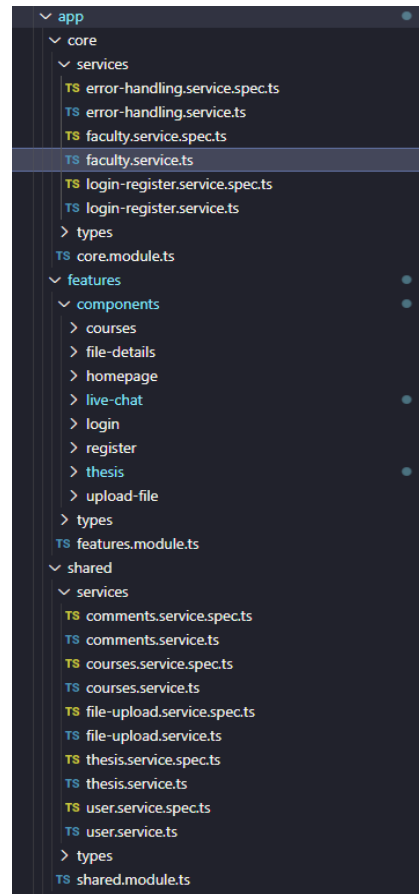 app
core
services
TS error-handling.service.spec.ts
TS error-handling.service.ts
TS faculty.service.spec.ts
TS faculty.service.ts
TS login-register.service.spec.ts
TS login-register.service.ts
types
TS core.module.ts
features
components
courses
file-details
homepage
live-chat
login
register
thesis
upload-file
types
TS features.module.ts
shared
services
TS comments.service.spec.ts
TS comments.service.ts
TS courses.service.spec.ts
TS courses.service.ts
TS file-upload.service.spec.ts
TS file-upload.service.ts
TS thesis.service.spec.ts
TS thesis.service.ts
TS user.service.spec.ts
TS user.service.ts
types
TS shared.module.ts